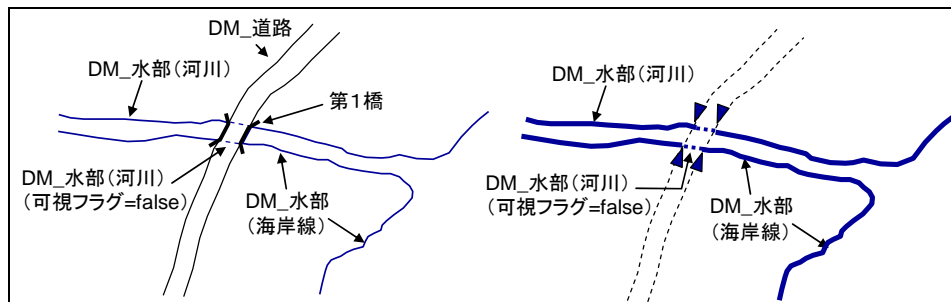 DM_道路
DM_水部(河川)
第1橋
DM_水部(河川)
(可視フラグ=false)
DM_水部
(海岸線)
DM_水部(河川)
DM_水部(河川)
(可視フラグ=false)
DM_水部
(海岸線)